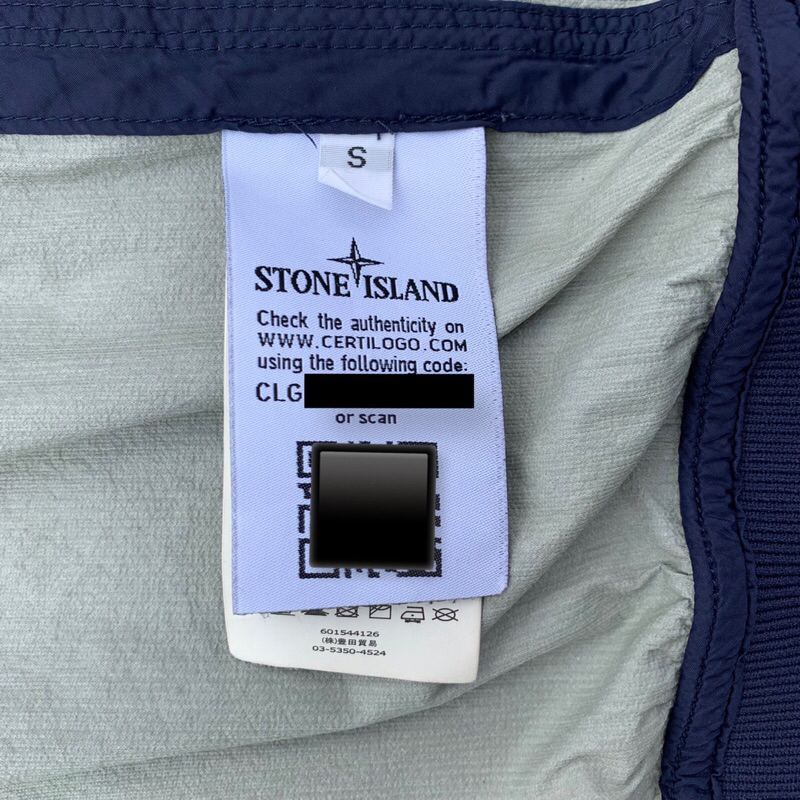 S
STONE ISLAND
Check the authenticity on
WWW.CERTILOGO.COM
using the following code:
CLG
or scan
601544126
(株)豊田貿易
03-5350-4524